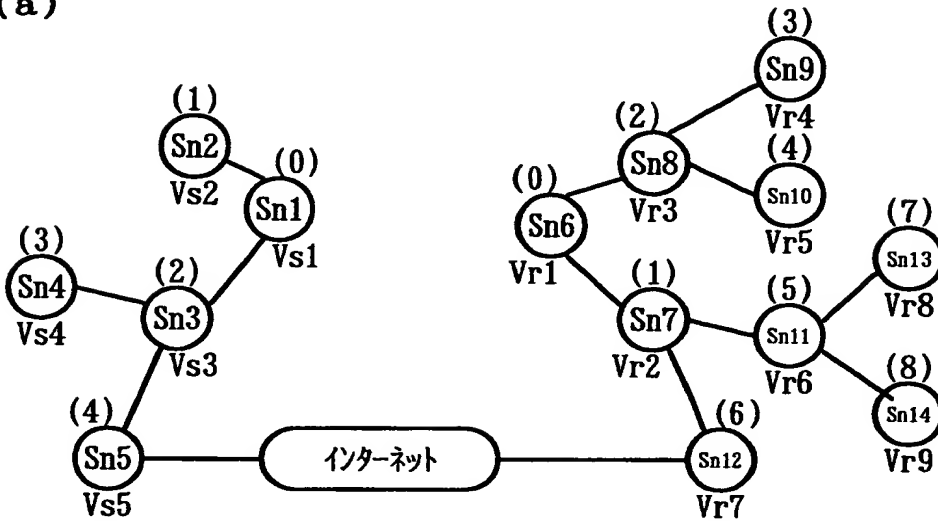 (a)
(3)
Sn9
Vr4
(1)
Sn2
Vs2
(0)
Sn1
Vs1
(2)
Sn8
Vr3
(4)
Sn10
Vr5
(0)
Sn6
Vr1
(3)
Sn4
Vs4
(2)
Sn3
Vs3
(1)
Sn7
Vr2
(5)
Sn11
Vr6
(7)
Sn13
Vr8
(4)
Sn5
Vs5
インターネット
(6)
Sn12
Vr7
(8)
Sn14
Vr9